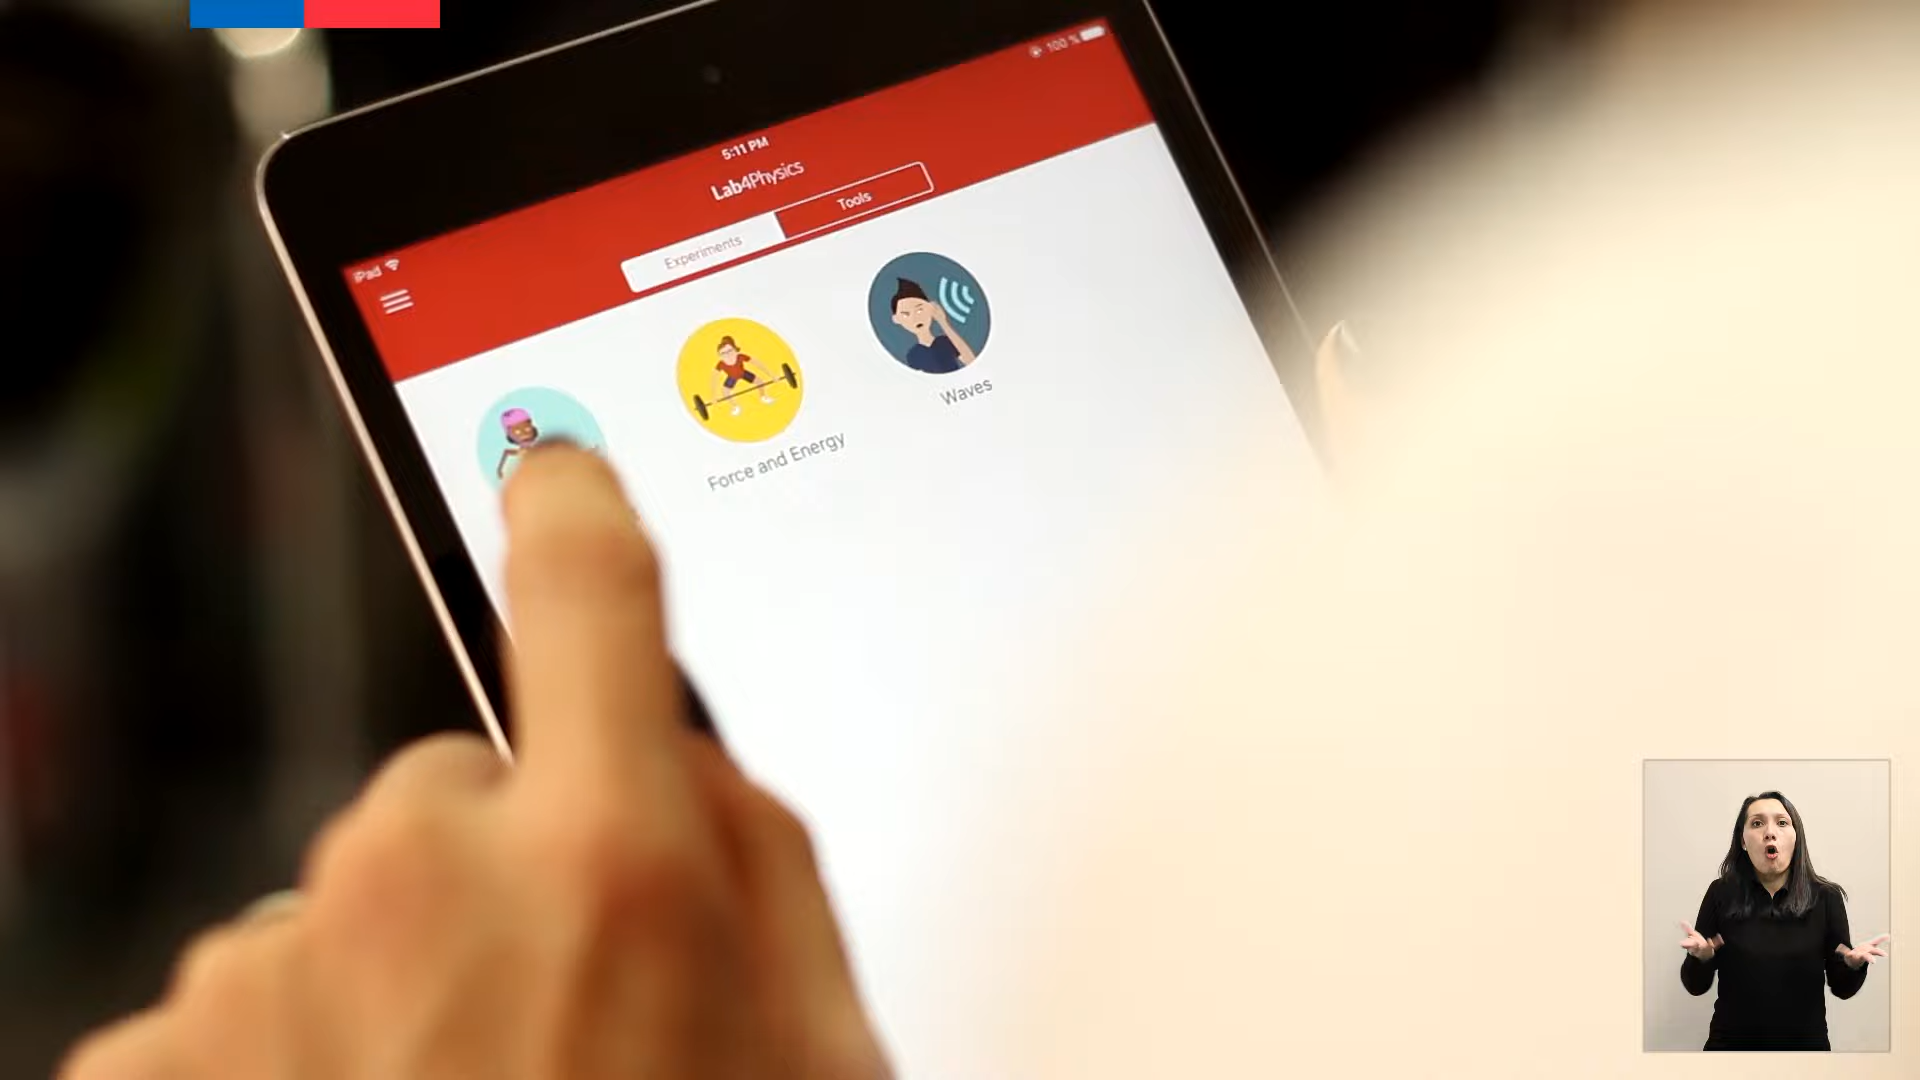 100 %
5:11 PM
Lab4Physics
iPad
Experiments
Tools
Waves
Force and Energy